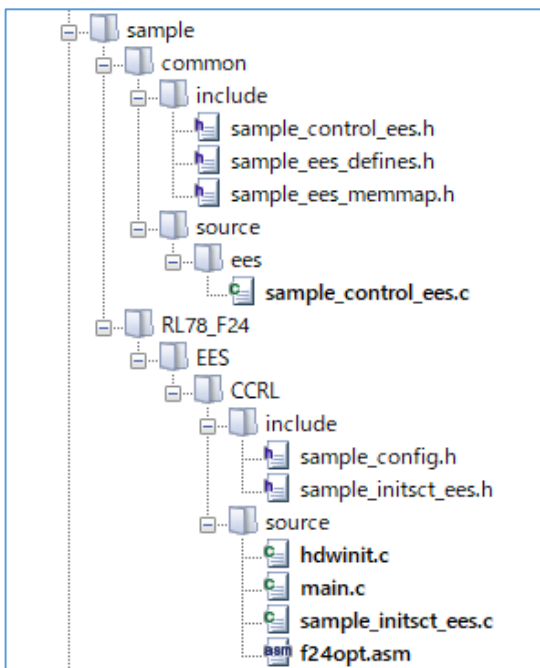 sample
common
include
sample_control_ees.h
sample_ees_defines.h
sample_ees_memmap.h
source
ees
sample_control_ees.c
RL78_F24
EES
CCRL
include
sample_config.h
sample_initsct_ees.h
source
hdwinit.c
main.c
sample_initsct_ees.c
f24opt.asm